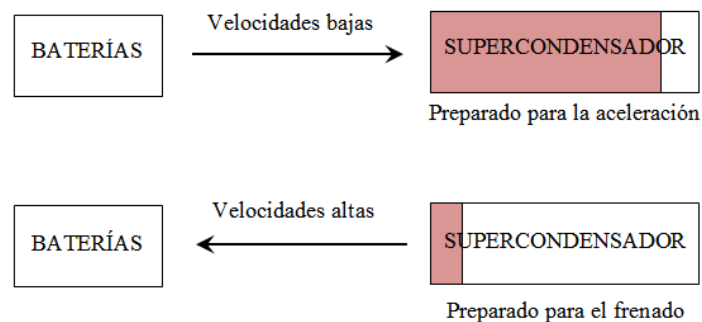 Velocidades bajas
BATERÍAS
SUPERCONDENSADOR
Preparado para la aceleración
Velocidades altas
BATERÍAS
SUPERCONDENSADOR
Preparado para el frenado